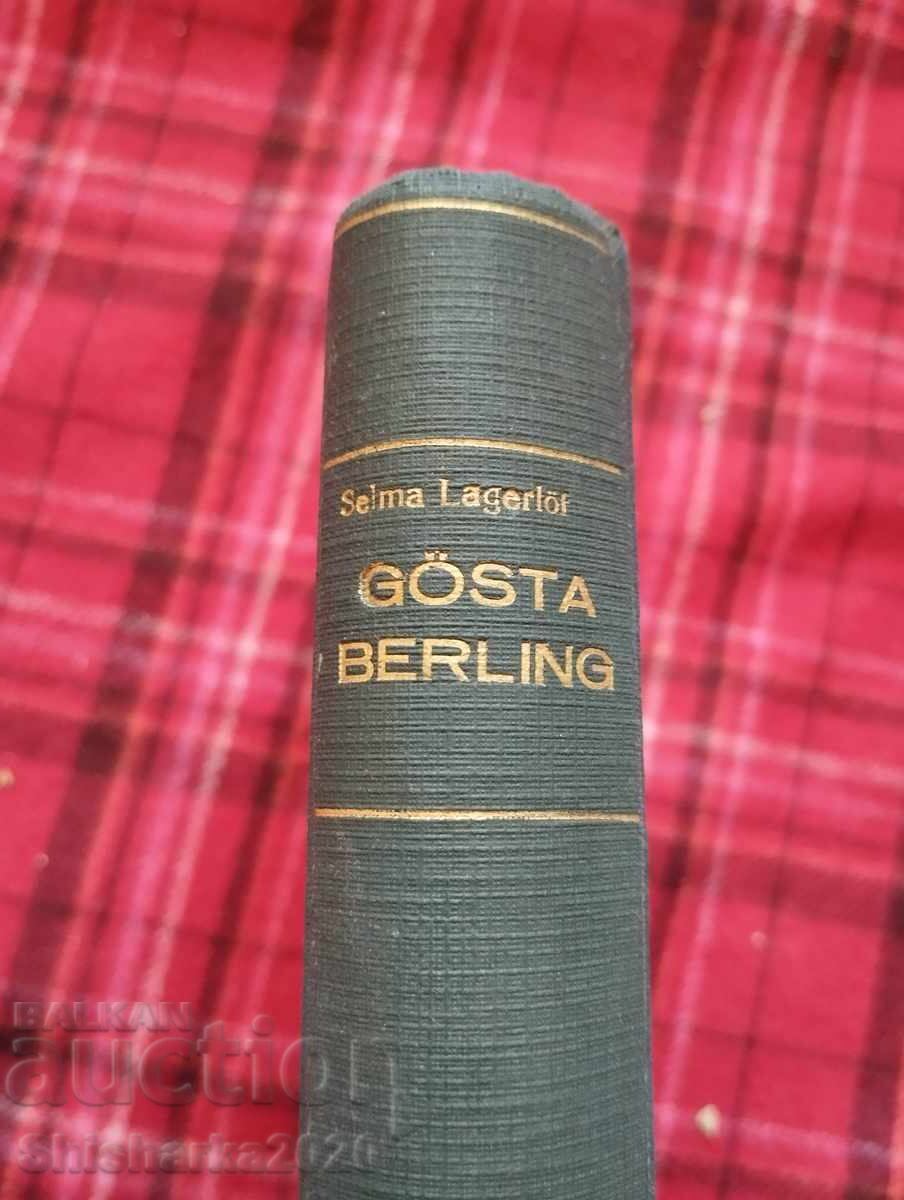 Selma Lagerlöf
GÖSTA
BERLING
BALKAN
auction
Shisharka2020